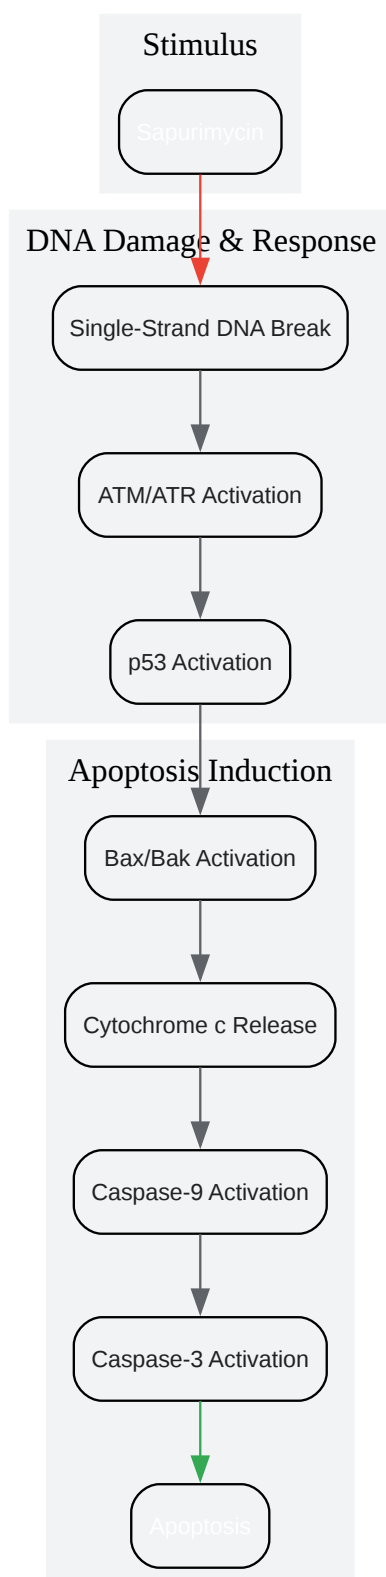 Stimulus
Sapurimycin
DNA Damage & Response
Single-Strand DNA Break
ATM/ATR Activation
p53 Activation
Apoptosis Induction
Bax/Bak Activation
Cytochrome c Release
Caspase-9 Activation
Caspase-3 Activation
Apoptosis